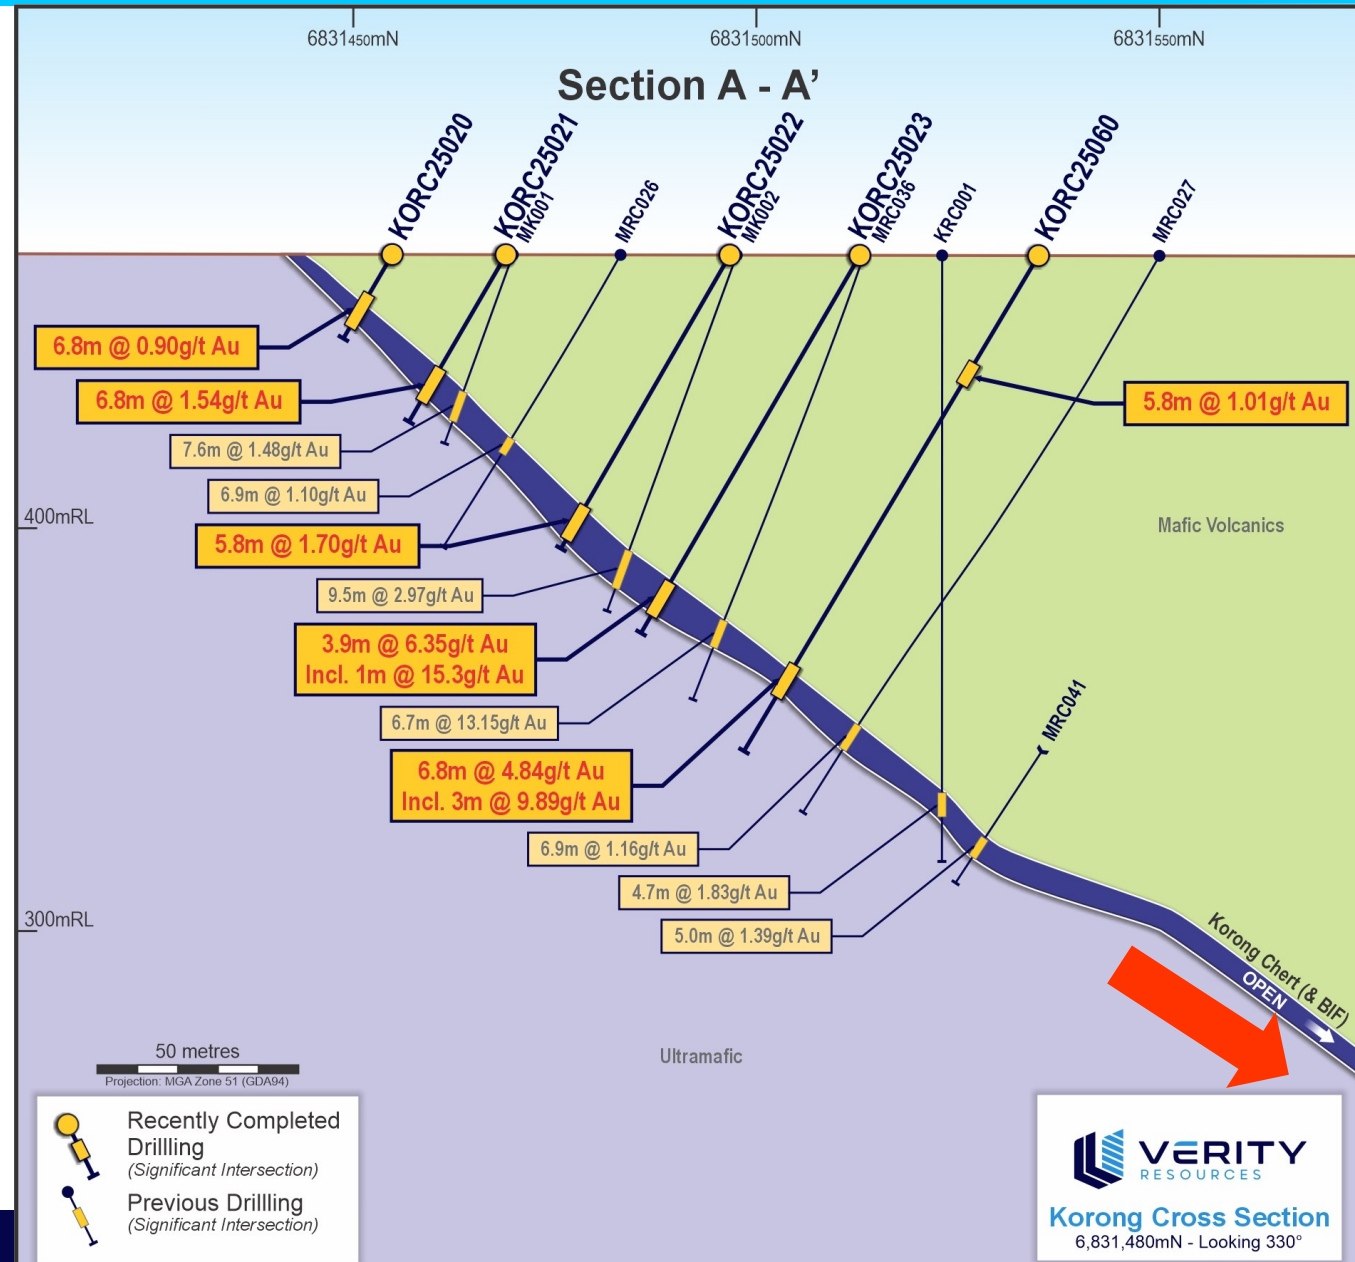 6831450mN
6831500mN
6831550mN
Section A - A’
KORC25020
KORC25021
MK001
MRC026
KORC25022
MK002
KORC25023
MRC036
KRC001
KORC25060
MRC027
6.8m @ 0.90g/t Au
6.8m @ 1.54g/t Au
5.8m @ 1.01g/t Au
7.6m @ 1.48g/t Au
6.9m @ 1.10g/t Au
400mRL
Mafic Volcanics
5.8m @ 1.70g/t Au
9.5m @ 2.97g/t Au
3.9m @ 6.35g/t Au
Incl. 1m @ 15.3g/t Au
6.7m @ 13.15g/t Au
MRC041
6.8m @ 4.84g/t Au
Incl. 3m @ 9.89g/t Au
6.9m @ 1.16g/t Au
4.7m @ 1.83g/t Au
300mRL
5.0m @ 1.39g/t Au
Korong Chert (& BIF)
OPEN
50 metres
Projection: MGA Zone 51 (GDA94)
Ultramafic
Recently Completed
Drillling
(Significant Intersection)
Previous Drillling
(Significant Intersection)
VERITY
RESOURCES
Korong Cross Section
6,831,480mN - Looking 330°